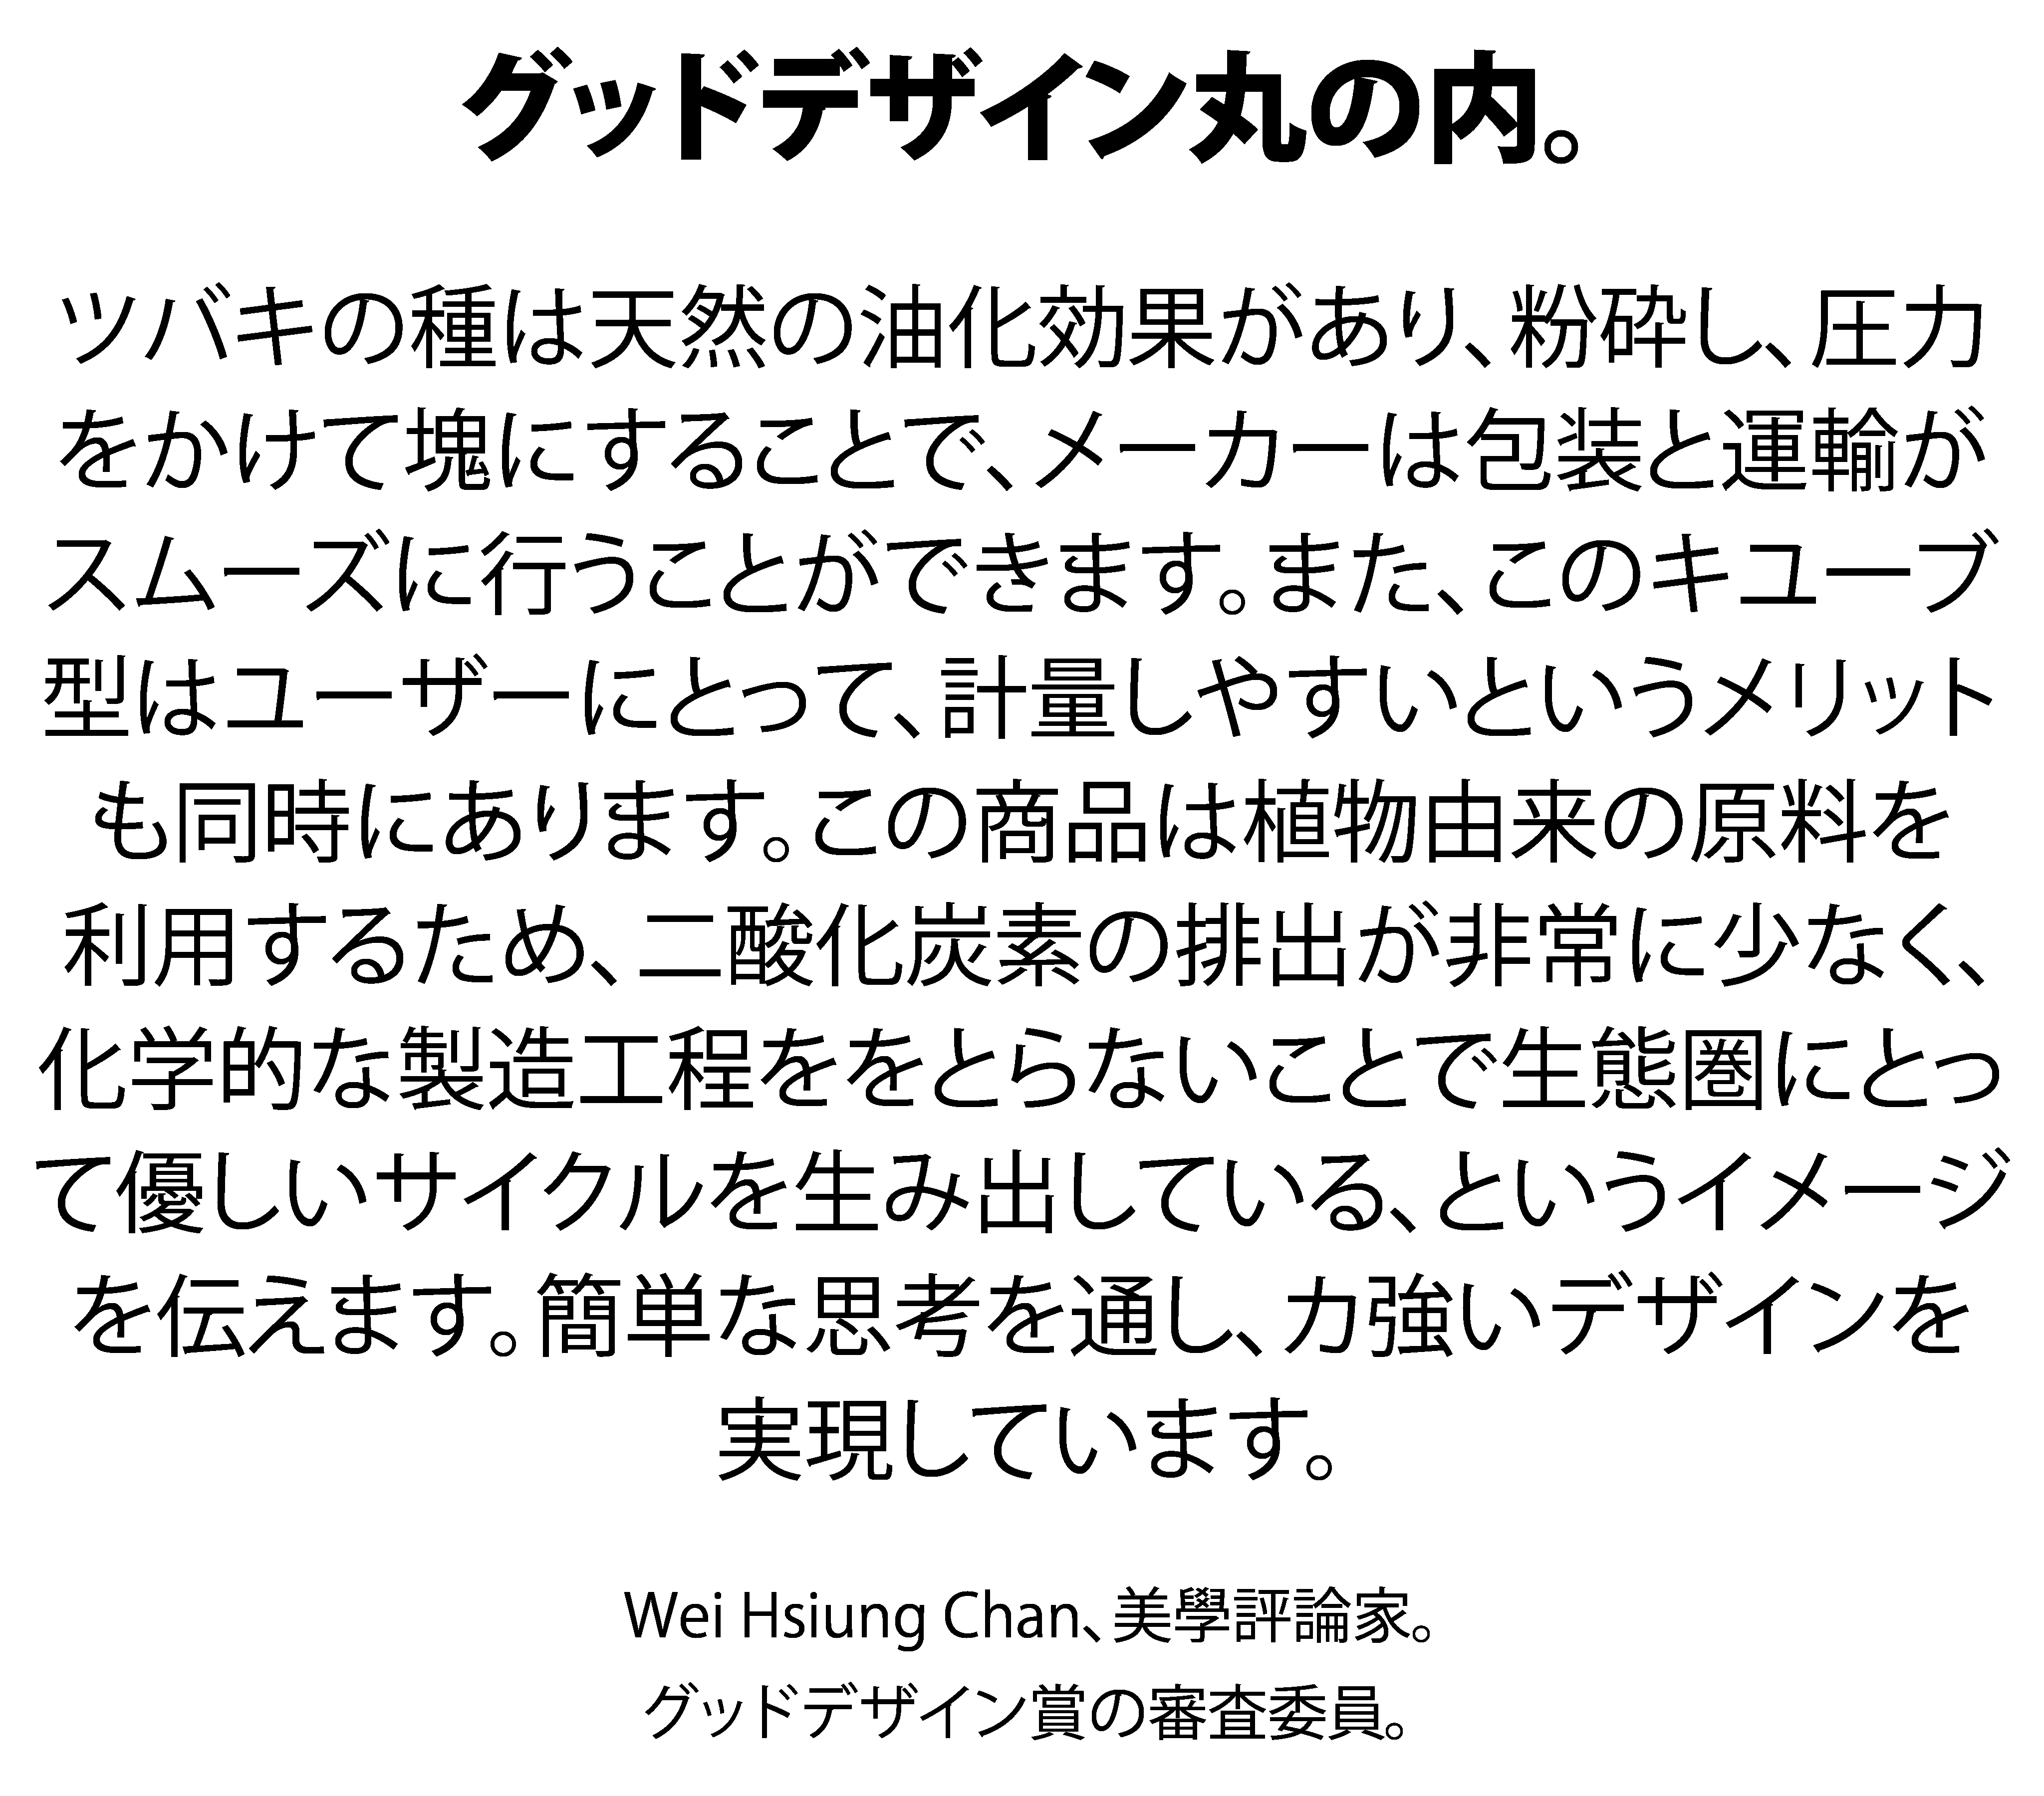 グッドデザイン丸の内。
ツバキの種は天然の油化効果があり、粉砕し、圧力
をかけて塊にすることで、メーカーは包装と運輸が
スムーズに行うことができます。また、このキユーブ
型はユーザーにとって、計量しやすいというメリット
も同時にあります。この商品は植物由来の原料を
利用するため、二酸化炭素の排出が非常に少なく、
化学的な製造工程ををとらないことで生態圏にとっ
て優しいサイクルを生み出している、というイメージ
を伝えます。簡単な思考を通し、力強いデザインを
実現しています。
Wei Hsiung Chan、美學評論家。
グッドデザイン賞の審査委員。